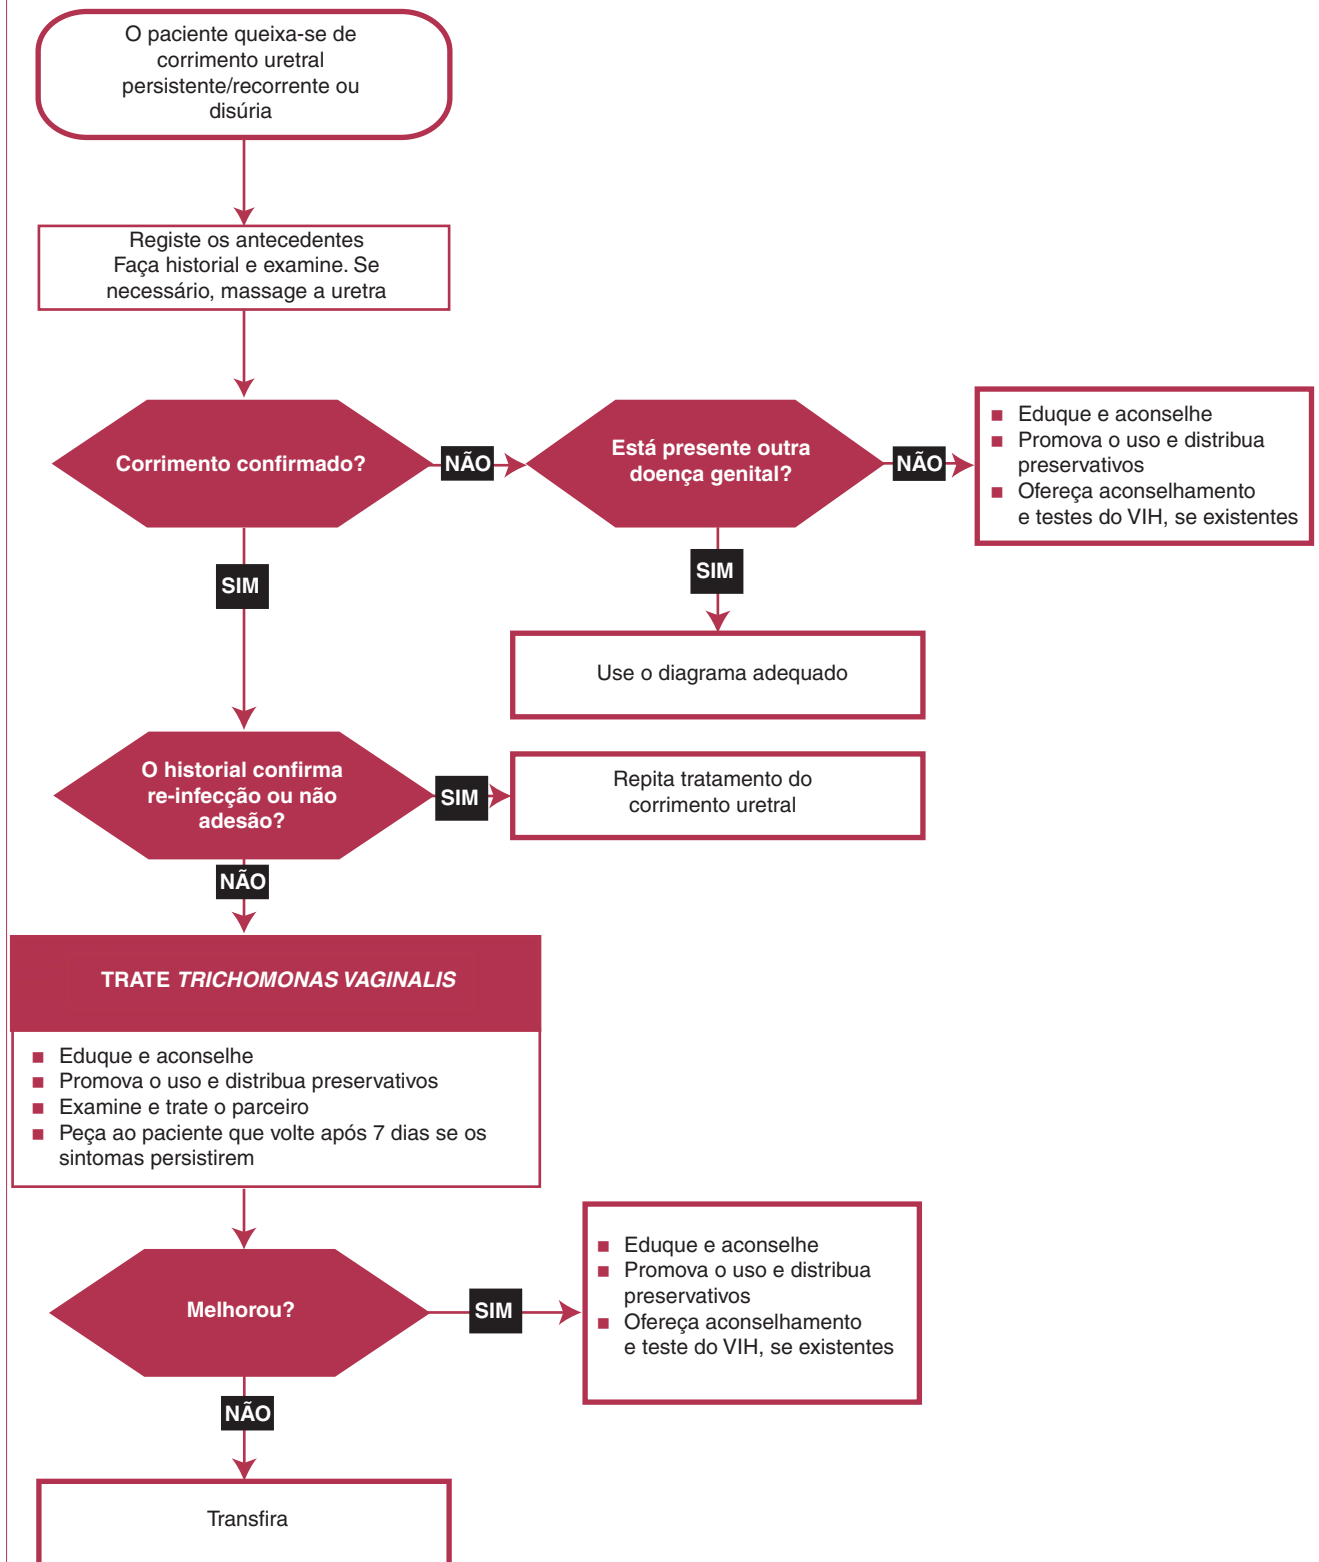 O paciente queixa-se de
corrimento uretral
persistente/recorrente ou
disúria
Registe os antecedentes
Faça historial e examine. Se
necessário, massage a uretra
Corrimento confirmado?
NÃO
Está presente outra
doença genital?
NÃO
■ Eduque e aconselhe
■ Promova o uso e distribua
preservativos
■ Ofereça aconselhamento
e testes do VIH, se existentes
SIM
SIM
Use o diagrama adequado
O historial confirma
re-infecção ou não
adesão?
SIM
Repita tratamento do
corrimento uretral
NÃO
TRATE TRICHOMONAS VAGINALIS
■ Eduque e aconselhe
■ Promova o uso e distribua preservativos
■ Examine e trate o parceiro
■ Peça ao paciente que volte após 7 dias se os
sintomas persistirem
Melhorou?
SIM
■ Eduque e aconselhe
■ Promova o uso e distribua
preservativos
■ Ofereça aconselhamento
e teste do VIH, se existentes
NÃO
Transfira